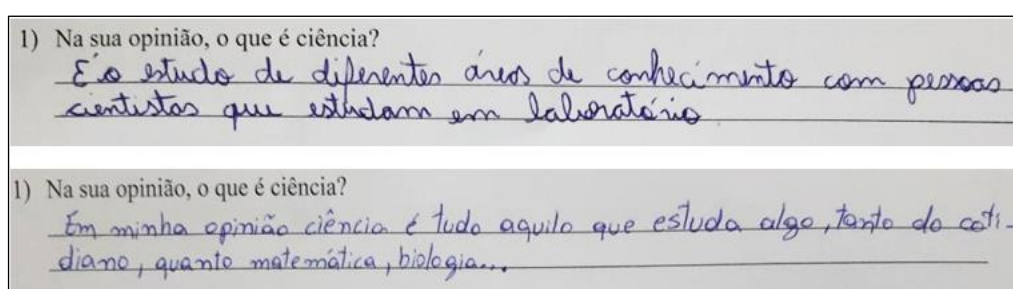 1) Na sua opinião, o que é ciência?
É o estudo de diferentes áreas de conhecimento com pessoas
cientistas que estudam em laboratório
1) Na sua opinião, o que é ciência?
Em minha opinião ciência é tudo aquilo que estuda algo, tanto do coti-
diano, quanto matemática, biologia...